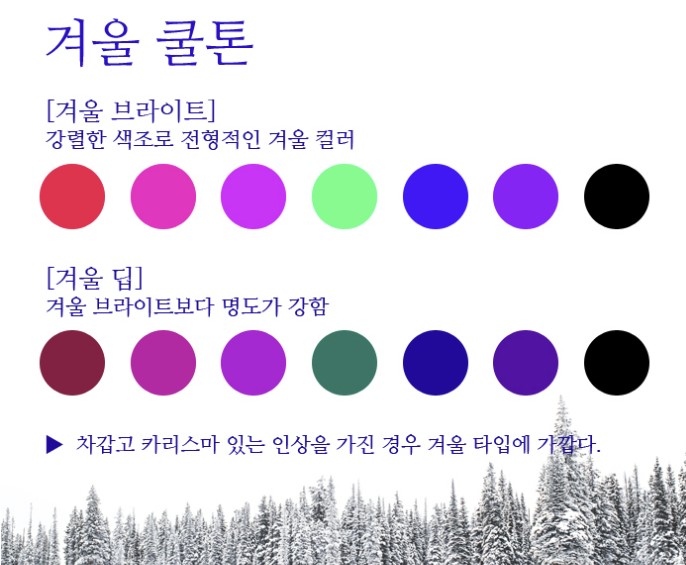 겨울 쿨톤
[겨울 브라이트]
강렬한 색조로 전형적인 겨울 컬러
[겨울 딥]
겨울 브라이트보다 명도가 강함
▶ 차갑고 카리스마 있는 인상을 가진 경우 겨울 타입에 가깝다.